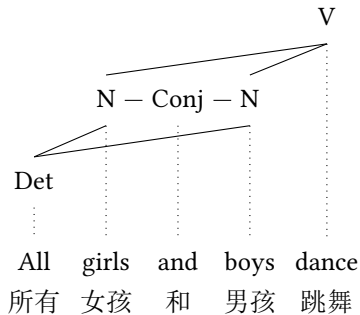 V
N – Conj – N
Det
All girls and boys dance
所有 女孩 和 男孩 跳舞